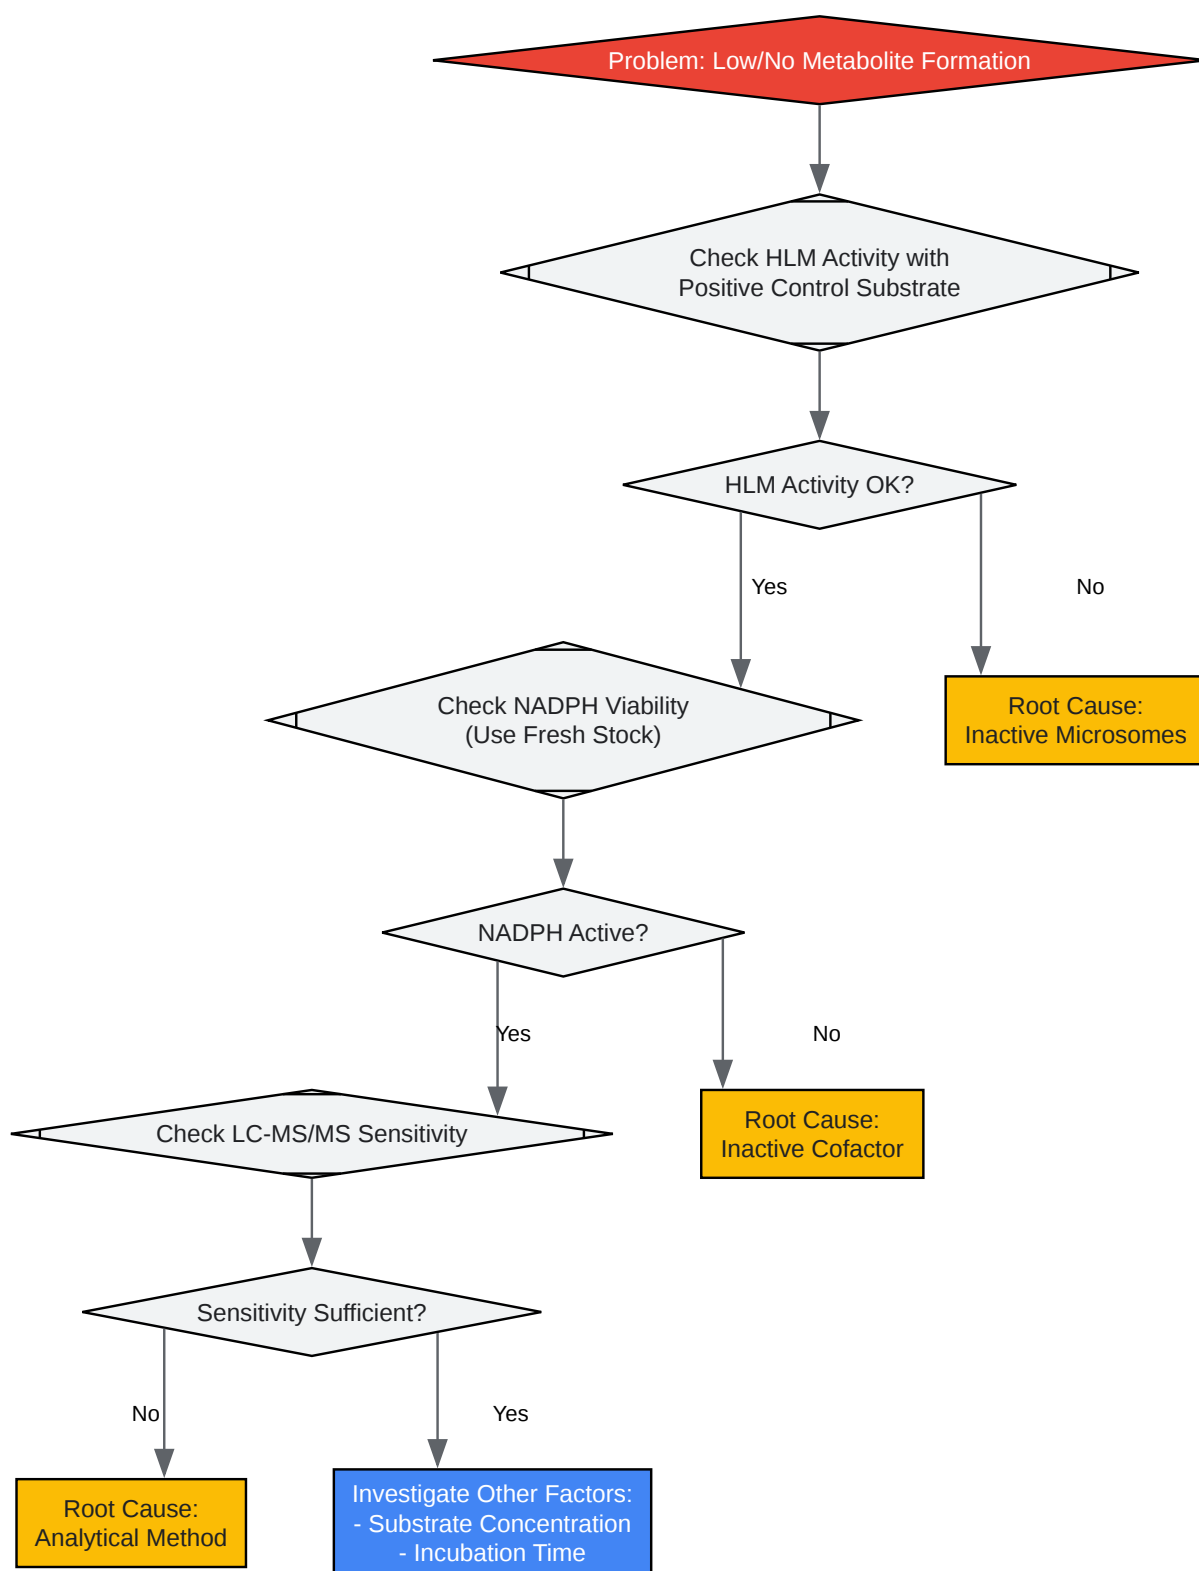 Problem: Low/No Metabolite Formation
Check HLM Activity with
Positive Control Substrate
HLM Activity OK?
Yes
No
Check NADPH Viability
(Use Fresh Stock)
Root Cause:
Inactive Microsomes
NADPH Active?
Yes
No
Check LC-MS/MS Sensitivity
Root Cause:
Inactive Cofactor
Sensitivity Sufficient?
No
Yes
Root Cause:
Analytical Method
Investigate Other Factors:
- Substrate Concentration
- Incubation Time